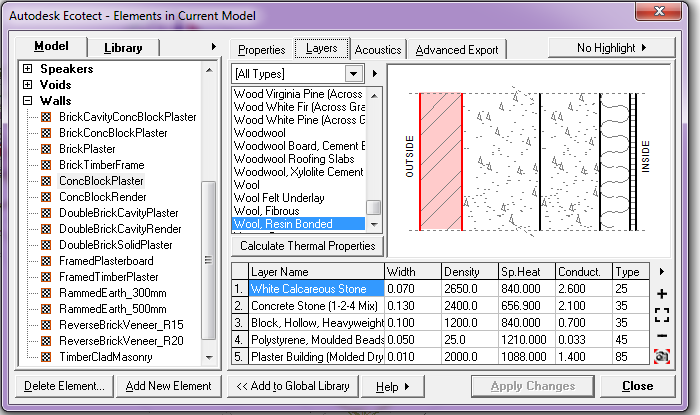 Autodesk Ecotect - Elements in Current Model
Model
Library
Speakers
Voids
Walls
BrickCavityConcBlockPlaster
BrickConcBlockPlaster
BrickPlaster
BrickTimberFrame
ConcBlockPlaster
ConcBlockRender
DoubleBrickCavityPlaster
DoubleBrickCavityRender
DoubleBrickSolidPlaster
FramedPlasterboard
FramedTimberPlaster
RammedEarth_300mm
RammedEarth_500mm
ReverseBrickVeneer_R15
ReverseBrickVeneer_R20
TimberCladMasonry
Delete Element...
Add New Element
Properties
Layers
Acoustics
Advanced Export
No Highlight
[All Types]
Wood Virginia Pine (Across
Wood White Fir (Across Gra
Wood White Pine (Across G
Woodwool
Woodwool Board, Cement B
Woodwool Roofing Slabs
Woodwool, Xylolite Cement
Wool
Wool Felt Underlay
Wool, Fibrous
Wool, Resin Bonded
Calculate Thermal Properties
OUTSIDE
INSIDE
Layer Name Width Density Sp.Heat Conduct. Type
1. White Calcareous Stone 0.070 2650.0 840.000 2.600 25
2. Concrete Stone (1-2-4 Mix) 0.130 2400.0 656.900 2.100 35
3. Block, Hollow, Heavyweight 0.100 1200.0 840.000 0.700 35
4. Polystyrene, Moulded Beads 0.050 25.0 1210.000 0.033 45
5. Plaster Building (Molded Dry 0.010 2000.0 1088.000 1.400 85
<< Add to Global Library
Help
Apply Changes
Close